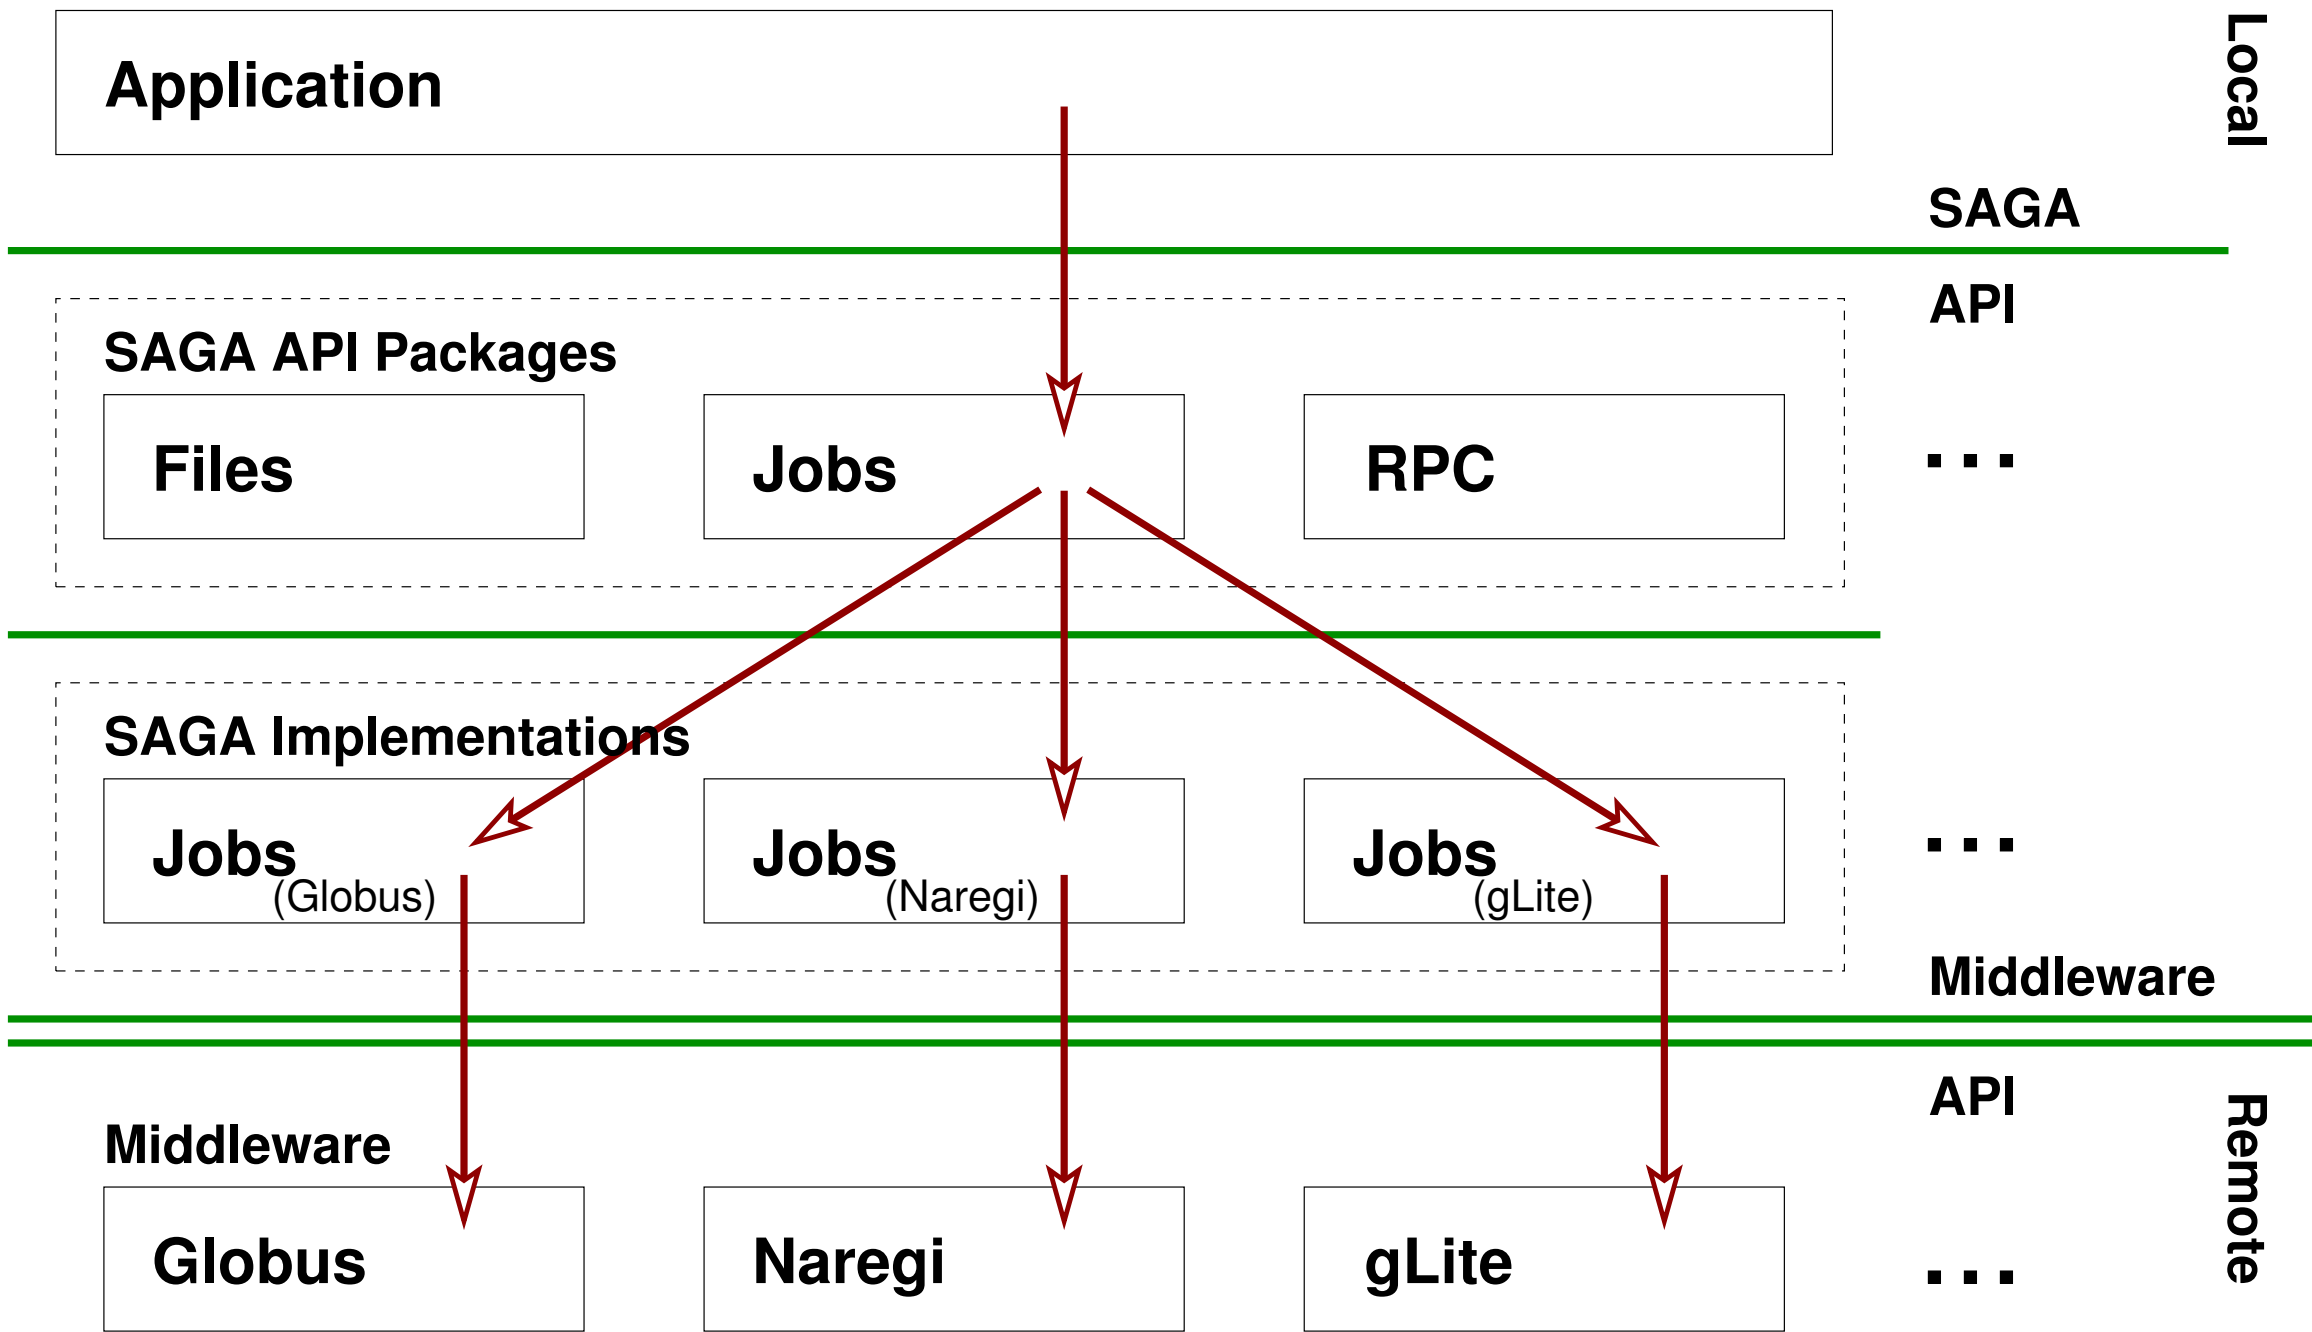 Application
Local
SAGA
API
SAGA API Packages
Files
Jobs
RPC
...
SAGA Implementations
Jobs
(Globus)
Jobs
(Naregi)
Jobs
(gLite)
...
Middleware
API
Remote
Middleware
Globus
Naregi
gLite
...